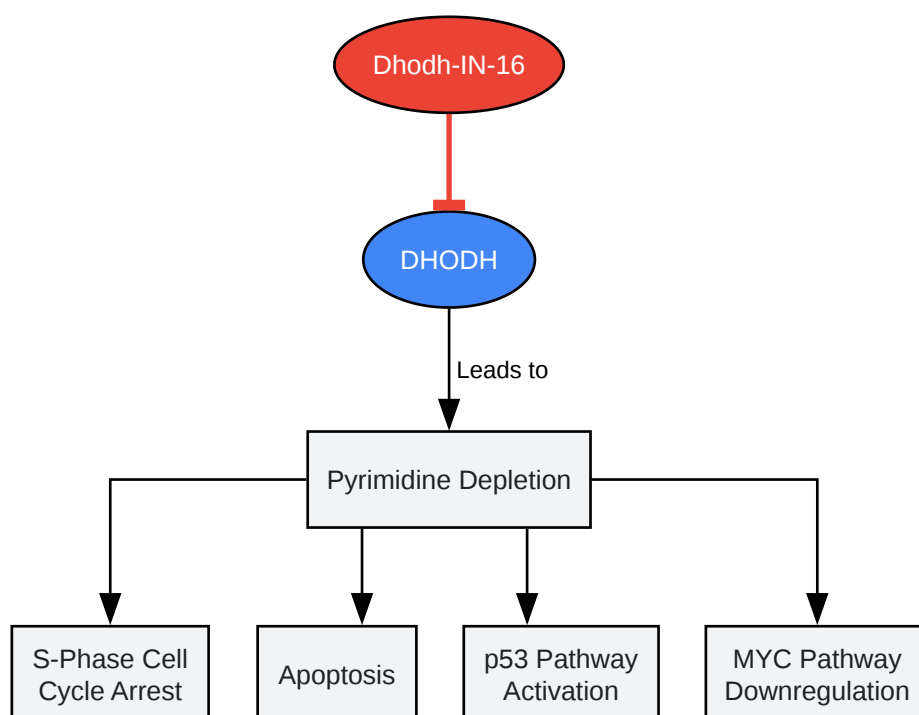 Dhodh-IN-16
DHODH
Leads to
Pyrimidine Depletion
S-Phase Cell
Cycle Arrest
Apoptosis
p53 Pathway
Activation
MYC Pathway
Downregulation